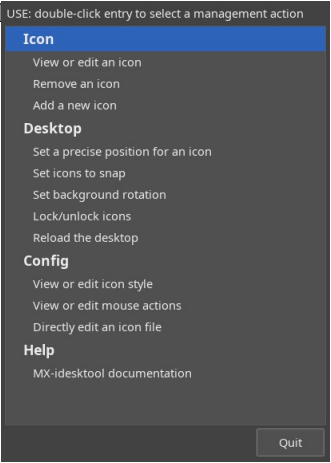 USE: double-click entry to select a management action
Icon
View or edit an icon
Remove an icon
Add a new icon
Desktop
Set a precise position for an icon
Set icons to snap
Set background rotation
Lock/unlock icons
Reload the desktop
Config
View or edit icon style
View or edit mouse actions
Directly edit an icon file
Help
MX-idesktool documentation
Quit